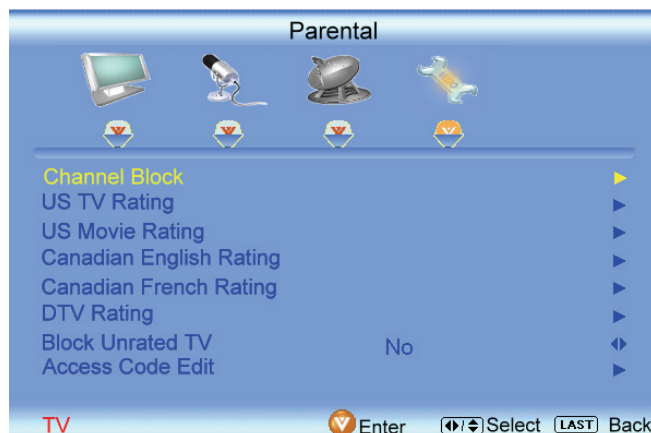 Parental
Channel Block
US TV Rating
US Movie Rating
Canadian English Rating
Canadian French Rating
DTV Rating
Block Unrated TV No
Access Code Edit
TV Enter Select LAST Back